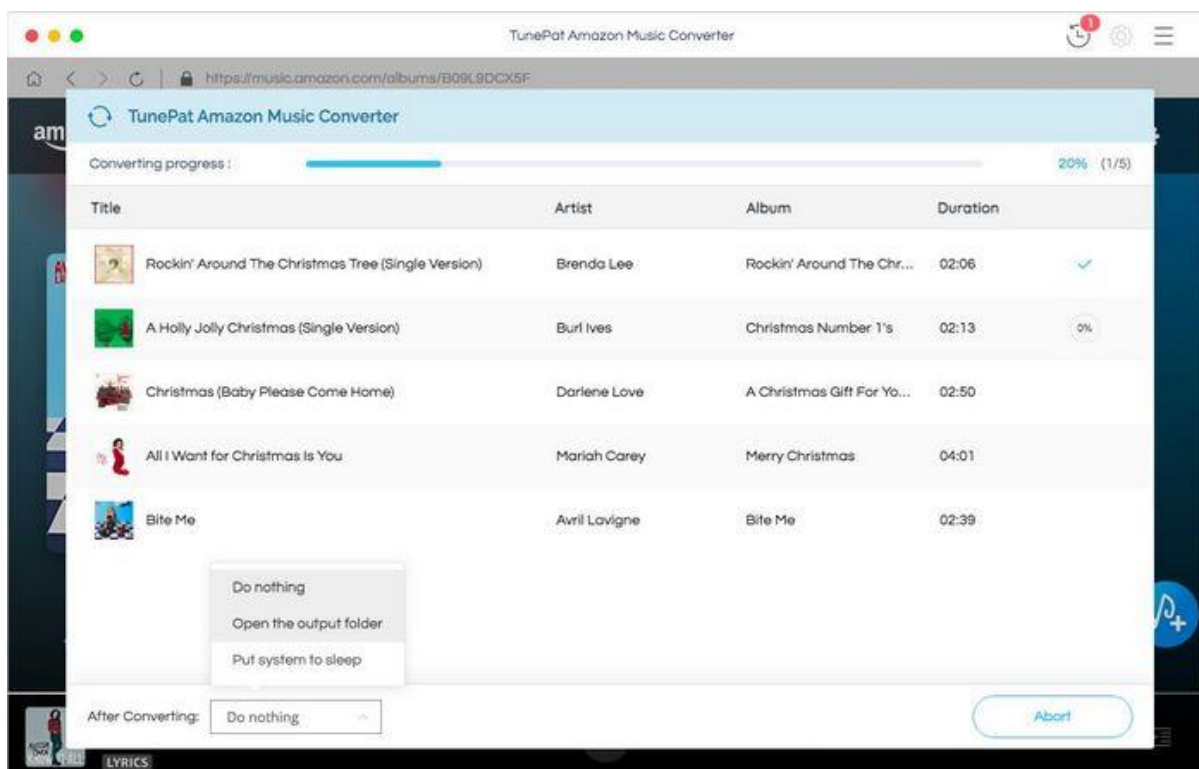 TunePat Amazon Music Converter
1
https://music.amazon.com/albums/B09L9DCX5F
am
TunePat Amazon Music Converter
Converting progress :
20% (1/5)
Title Artist Album Duration
Rockin' Around The Christmas Tree (Single Version) Brenda Lee Rockin' Around The Chr... 02:06
A Holly Jolly Christmas (Single Version) Burl Ives Christmas Number 1's 02:13 0%
Christmas (Baby Please Come Home) Darlene Love A Christmas Gift For Yo... 02:50
All I Want for Christmas Is You Mariah Carey Merry Christmas 04:01
Bite Me Avril Lavigne Bite Me 02:39
Do nothing
Open the output folder
Put system to sleep
After Converting: Do nothing Abort
LYRICS